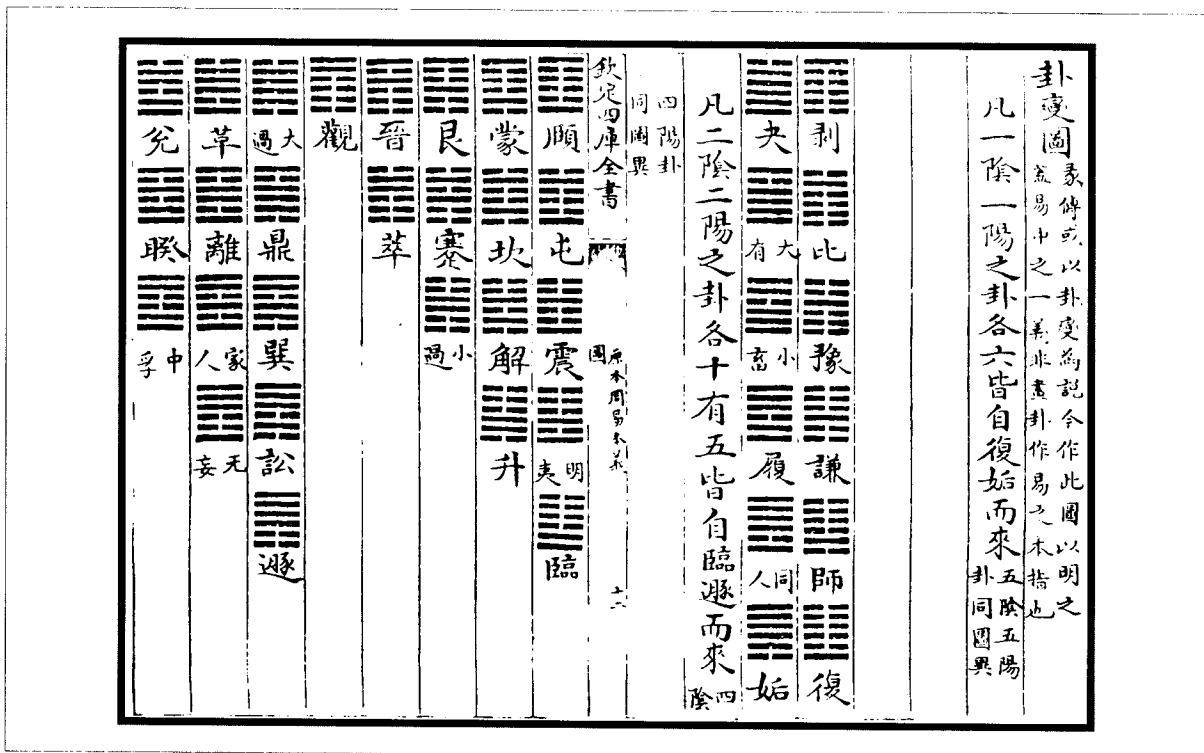 卦變圖
彖傳或以卦變為說今作此圖以明之
蓋易中之一義非畫卦作易之本指也
凡一陰一陽之卦各六皆自復姤而來
五陰五陽
卦同圖異
剥 比 豫 謙 師 復
夬 大有 小畜 履 同人 姤
凡二陰二陽之卦各十有五皆自臨遯而來
四陰
四陽卦
同圖異
欽定四庫全書
原本周易本義
圖
十二
頤 屯 震 明夷 臨
蒙 坎 解 升
艮 蹇 小過
晉 萃
觀
大過 鼎 巽 訟 遯
革 離 家人 无妄
兊 睽 中孚